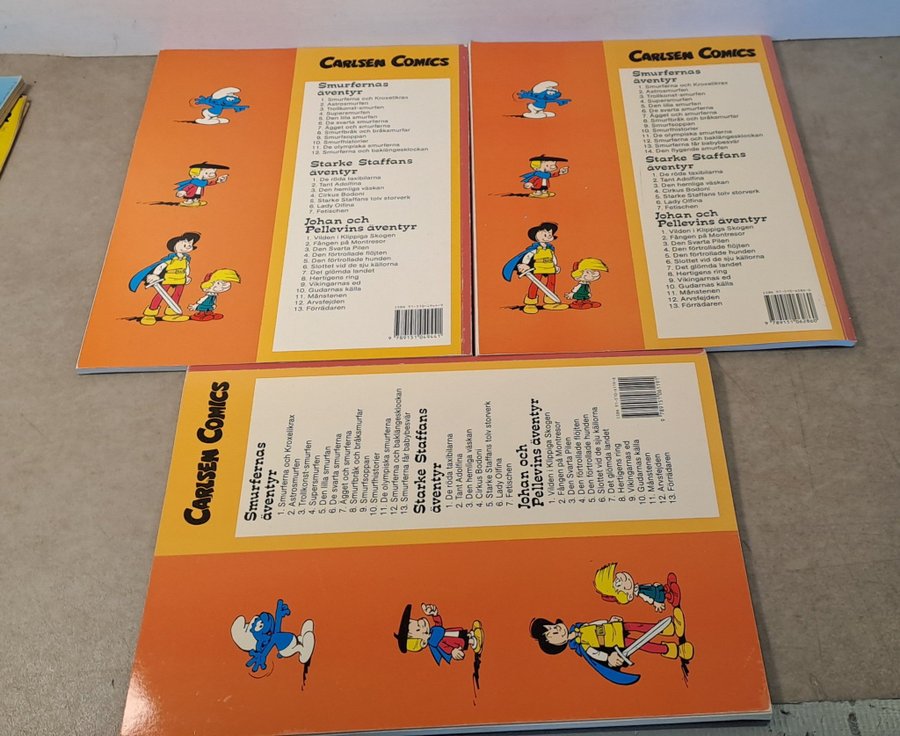 CARLSEN COMICS
Smurfernas
äventyr
1. Smurferna och Kroxelikrax
2. Astrosmurfen
3. Trollkonst-smurfen
4. Supersmurfen
5. Den lilla smurfan
6. De svarta smurferna
7. Ägget och smurferna
8. Smurfbråk och bråksmurfar
9. Smurfsoppan
10. Smurfhistorier
11. De olympiska smurferna
12. Smurferna och baklängesklockan
Starke Staffans
äventyr
1. De röda taxibilarna
2. Tant Adolfina
3. Den hemliga väskan
4. Cirkus Bodoni
5. Starke Staffans tolv storverk
6. Lady Olfina
7. Fetischen
Johan och
Pellevins äventyr
1. Vilden i Klippiga Skogen
2. Fången på Montresor
3. Den Svarta Pilen
4. Den förtrollade flöjten
5. Den förtrollade hunden
6. Slottet vid de sju källorna
7. Det glömda landet
8. Hertigens ring
9. Vikingarnas ed
10. Gudarnas källa
11. Månstenen
12. Arvsfejden
13. Förrädaren
CARLSEN COMICS
Smurfernas
äventyr
1. Smurferna och Kroxelikrax
2. Astrosmurfen
3. Trollkonst-smurfen
4. Supersmurfen
5. Den lilla smurfan
6. De svarta smurferna
7. Ägget och smurferna
8. Smurfbråk och bråksmurfar
9. Smurfsoppan
10. Smurfhistorier
11. De olympiska smurferna
12. Smurferna och baklängesklockan
13. Smurferna får babybesvär
14. Den flygande smurfen
Starke Staffans
äventyr
1. De röda taxibilarna
2. Tant Adolfina
3. Den hemliga väskan
4. Cirkus Bodoni
5. Starke Staffans tolv storverk
6. Lady Olfina
7. Fetischen
Johan och
Pellevins äventyr
1. Vilden i Klippiga Skogen
2. Fången på Montresor
3. Den Svarta Pilen
4. Den förtrollade flöjten
5. Den förtrollade hunden
6. Slottet vid de sju källorna
7. Det glömda landet
8. Hertigens ring
9. Vikingarnas ed
10. Gudarnas källa
11. Månstenen
12. Arvsfejden
13. Förrädaren
CARLSEN COMICS
Smurfernas
äventyr
1. Smurferna och Kroxelikrax
2. Astrosmurfen
3. Trollkonst-smurfen
4. Supersmurfen
5. Den lilla smurfan
6. De svarta smurferna
7. Ägget och smurferna
8. Smurfbråk och bråksmurfar
9. Smurfsoppan
10. Smurfhistorier
11. De olympiska smurferna
12. Smurferna och baklängesklockan
13. Smurferna får babybesvär
Starke Staffans
äventyr
1. De röda taxibilarna
2. Tant Adolfina
3. Den hemliga väskan
4. Cirkus Bodoni
5. Starke Staffans tolv storverk
6. Lady Olfina
7. Fetischen
Johan och
Pellevins äventyr
1. Vilden i Klippiga Skogen
2. Fången på Montresor
3. Den Svarta Pilen
4. Den förtrollade flöjten
5. Den förtrollade hunden
6. Slottet vid de sju källorna
7. Det glömda landet
8. Hertigens ring
9. Vikingarnas ed
10. Gudarnas källa
11. Månstenen
12. Arvsfejden
13. Förrädaren